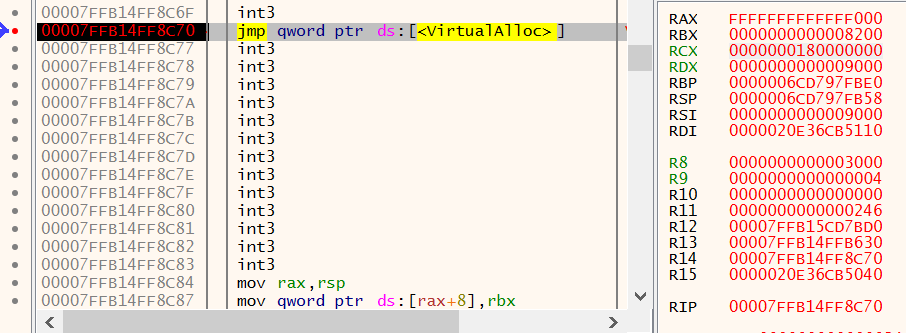 00007FFB14FF8C6F int3
00007FFB14FF8C70 jmp qword ptr ds:[<VirtualAlloc>]
00007FFB14FF8C77 int3
00007FFB14FF8C78 int3
00007FFB14FF8C79 int3
00007FFB14FF8C7A int3
00007FFB14FF8C7B int3
00007FFB14FF8C7C int3
00007FFB14FF8C7D int3
00007FFB14FF8C7E int3
00007FFB14FF8C7F int3
00007FFB14FF8C80 int3
00007FFB14FF8C81 int3
00007FFB14FF8C82 int3
00007FFB14FF8C83 int3
00007FFB14FF8C84 mov rax,rsp
00007FFB14FF8C87 mov qword ptr ds:[rax+8],rbx
RAX FFFFFFFFFFFFF000
RBX 0000000000008200
RCX 0000000180000000
RDX 0000000000009000
RBP 0000006CD797FBE0
RSP 0000006CD797FB58
RSI 0000000000009000
RDI 0000020E36CB5110
R8 0000000000003000
R9 0000000000000004
R10 0000000000000000
R11 0000000000000246
R12 00007FFB15CD7BD0
R13 00007FFB14FFB630
R14 00007FFB14FF8C70
R15 0000020E36CB5040
RIP 00007FFB14FF8C70